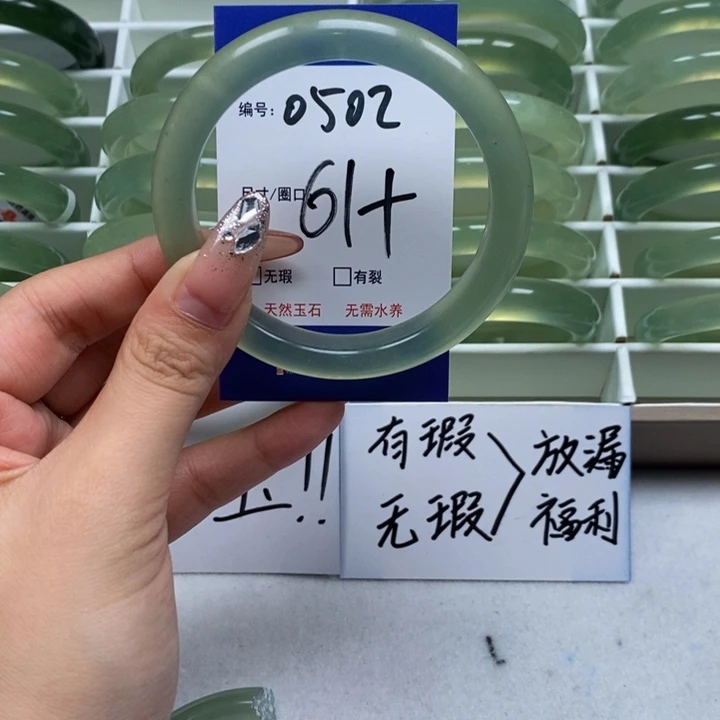 编号: 0502
尺寸/圈口 61+
无瑕 有裂
天然玉石 无需水养
!!
有瑕 放漏
无瑕 福利